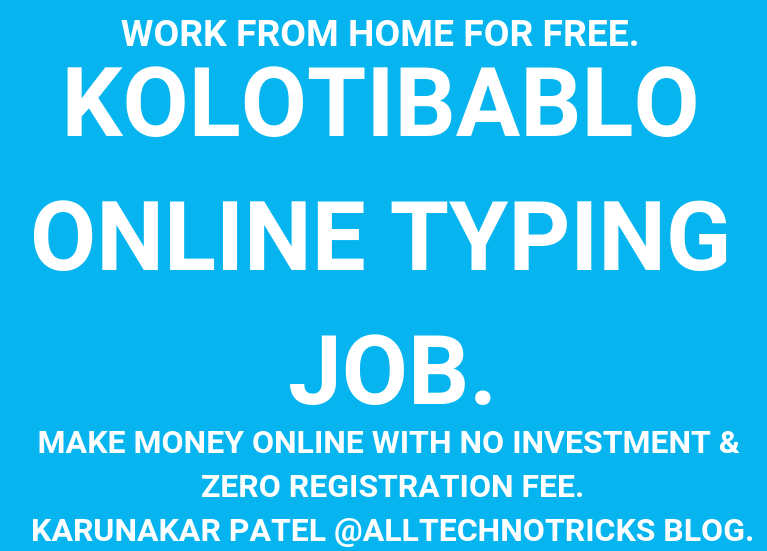 WORK FROM HOME FOR FREE.
KOLOTIBABLO
ONLINE TYPING
JOB.
MAKE MONEY ONLINE WITH NO INVESTMENT &
ZERO REGISTRATION FEE.
KARUNAKAR PATEL @ALLTECHNOTRICKS BLOG.